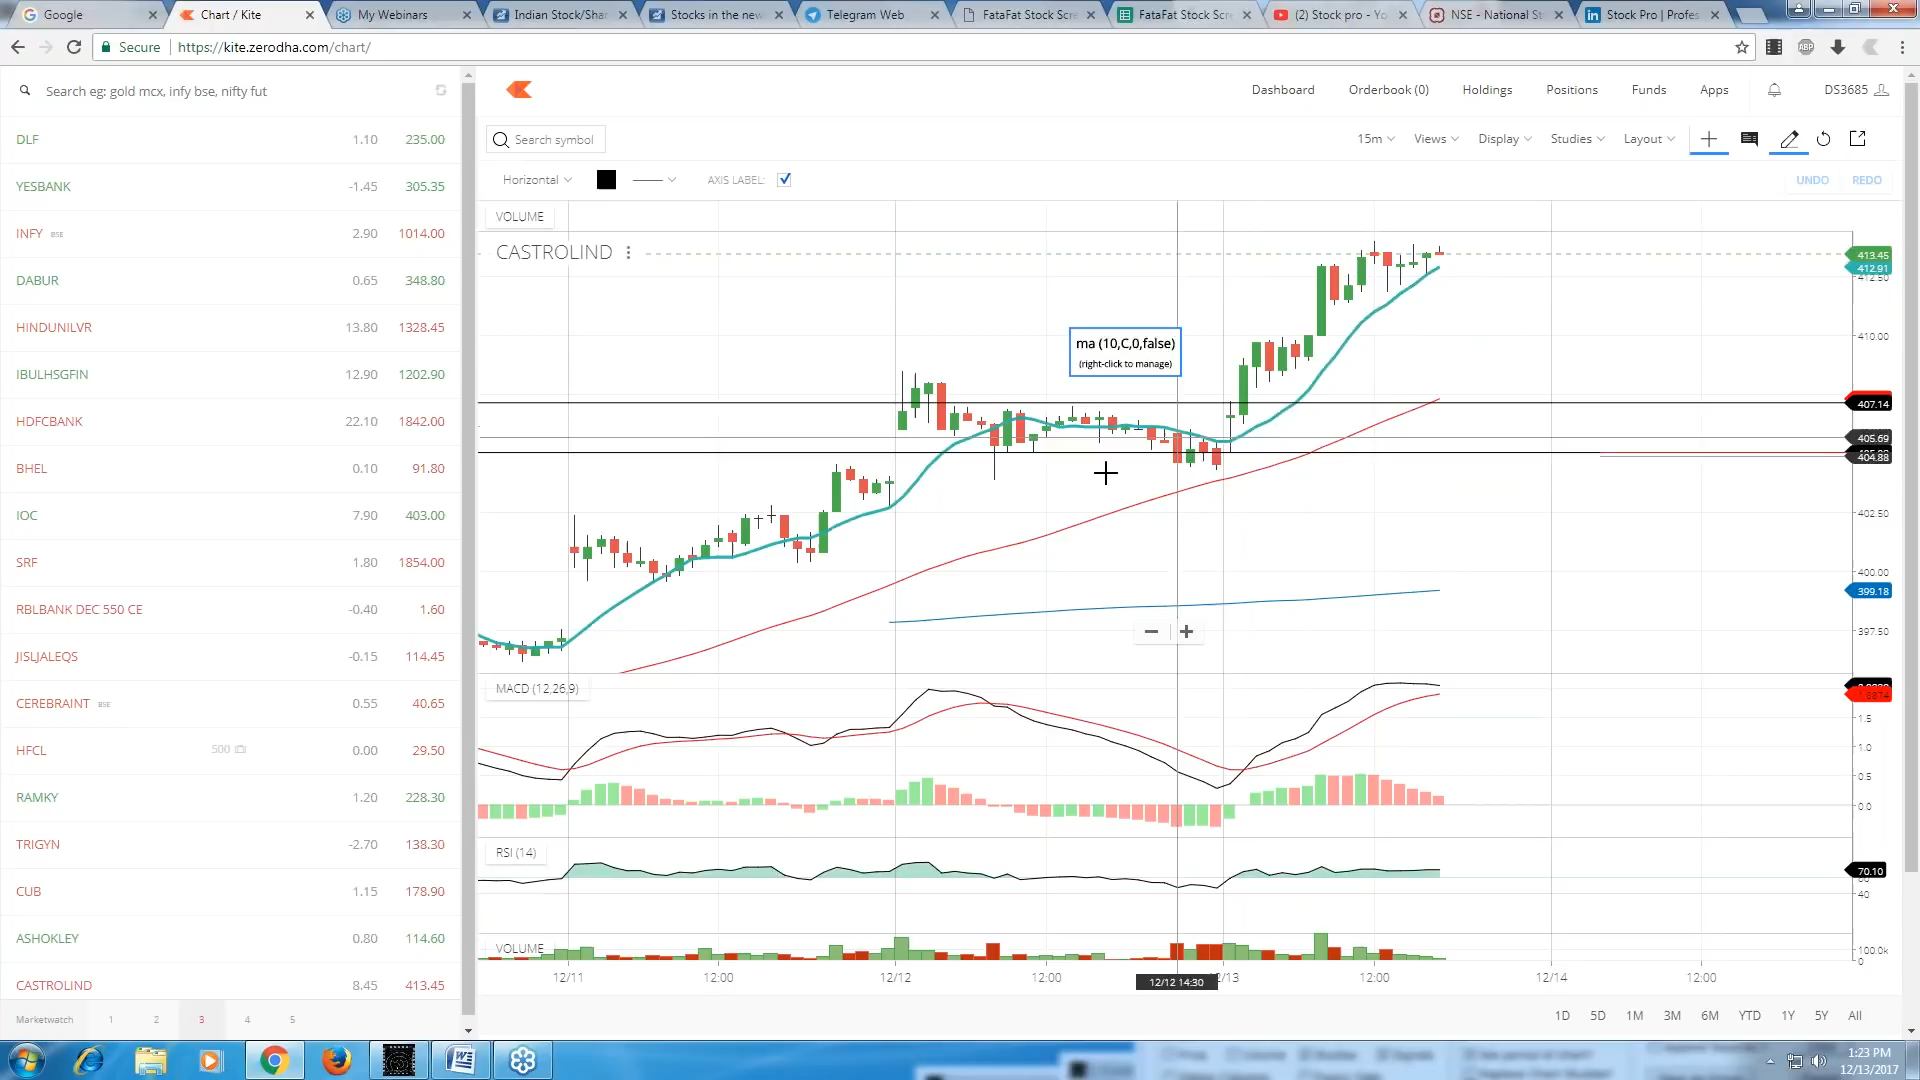 Google
Chart / Kite
My Webinars
Indian Stock/Shar
Stocks in the new
Telegram Web
FataFat Stock Scre
FataFat Stock Scre
(2) Stock pro - Yo
NSE - National St
Stock Pro | Profes
Secure
https://kite.zerodha.com/chart/
ABP
Search eg: gold mcx, infy bse, nifty fut
DLF 1.10 235.00
YESBANK -1.45 305.35
INFY BSE 2.90 1014.00
DABUR 0.65 348.80
HINDUNILVR 13.80 1328.45
IBULHSGFIN 12.90 1202.90
HDFCBANK 22.10 1842.00
BHEL 0.10 91.80
IOC 7.90 403.00
SRF 1.80 1854.00
RBLBANK DEC 550 CE -0.40 1.60
JISLJALEQS -0.15 114.45
CEREBRAINT BSE 0.55 40.65
HFCL 500 0.00 29.50
RAMKY 1.20 228.30
TRIGYN -2.70 138.30
CUB 1.15 178.90
ASHOKLEY 0.80 114.60
CASTROLIND 8.45 413.45
Marketwatch 1 2 3 4 5
Dashboard Orderbook (0) Holdings Positions Funds Apps DS3685
Search symbol
15m Views Display Studies Layout
Horizontal AXIS LABEL: UNDO REDO
VOLUME
CASTROLIND
ma (10,C,0,false)
(right-click to manage)
413.45
412.91
412.50
410.00
407.14
405.69
404.88
402.50
400.00
399.18
397.50
MACD (12,26,9)
1.5
1.0
0.5
0.0
RSI (14)
70.10
40
VOLUME
100.0k
0
12/11 12:00 12/12 12:00 12/12 14:30 12/13 12:00 12/14 12:00
1D 5D 1M 3M 6M YTD 1Y 5Y All
1:23 PM
12/13/2017